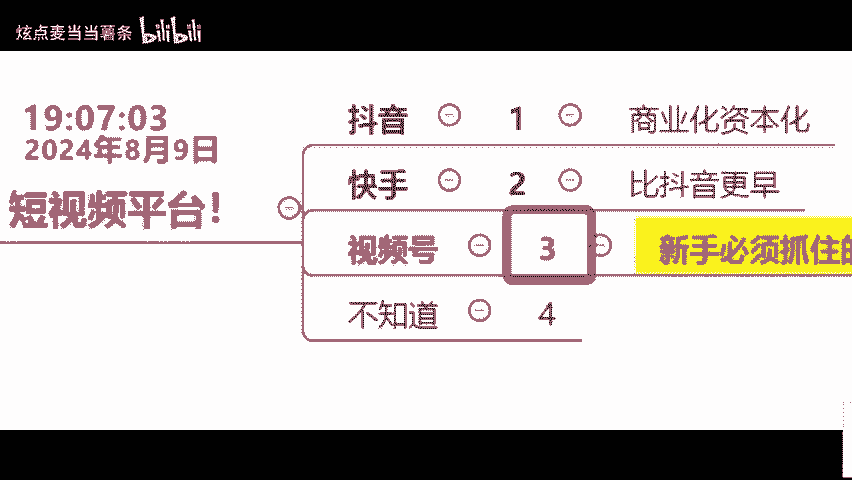 炫点麦当当薯条 bilibili
19:07:03
2024年8月9日
短视频平台!
抖音 1 商业化资本化
快手 2 比抖音更早
视频号 3 新手必须抓住的
不知道 4